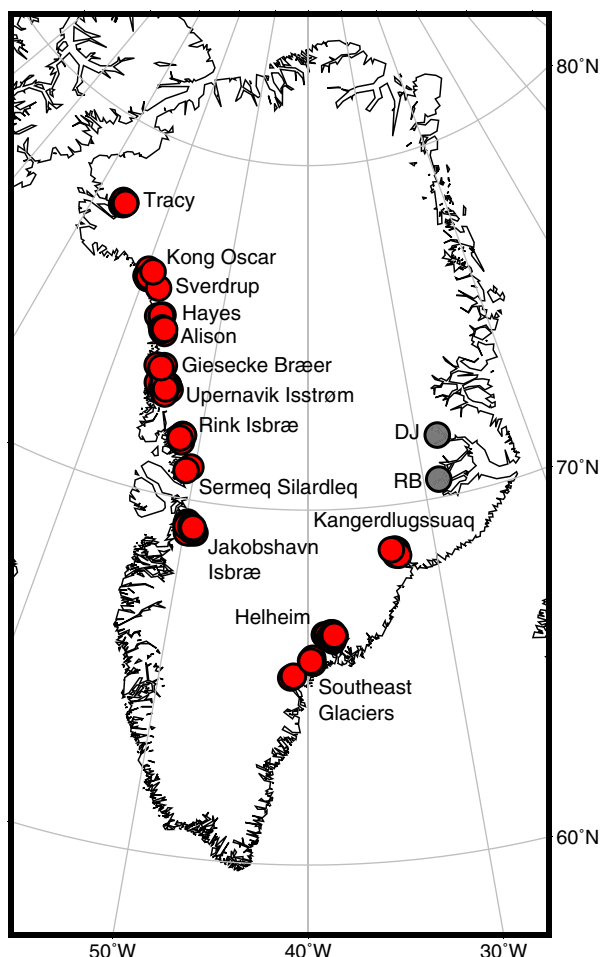 80°N
Tracy
Kong Oscar
Sverdrup
Hayes
Alison
Giesecke Bræer
Upernavik Isstrøm
Rink Isbræ
DJ
70°N
RB
Sermeq Silardleq
Kangerdlugssuaq
Jakobshavn
Isbræ
Helheim
Southeast
Glaciers
60°N
50°W
40°W
30°W